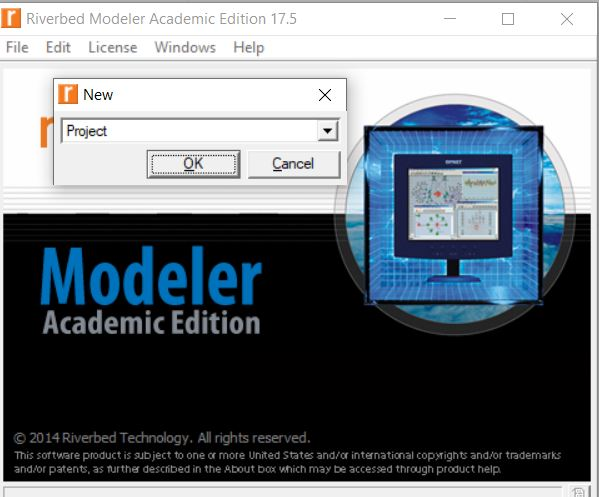 Riverbed Modeler Academic Edition 17.5
File Edit License Windows Help
New
Project
OK Cancel
OPNET
Modeler
Academic Edition
© 2014 Riverbed Technology. All rights reserved.
This software product is subject to one or more United States and/or international copyrights and/or trademarks
and/or patents, as further described in the About box which may be accessed through product help.